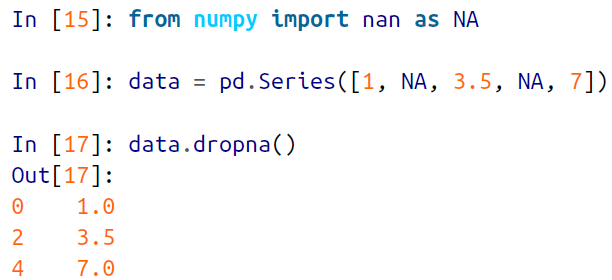 In [15]: from numpy import nan as NA
In [16]: data = pd.Series([1, NA, 3.5, NA, 7])
In [17]: data.dropna()
Out[17]:
0    1.0
2    3.5
4    7.0